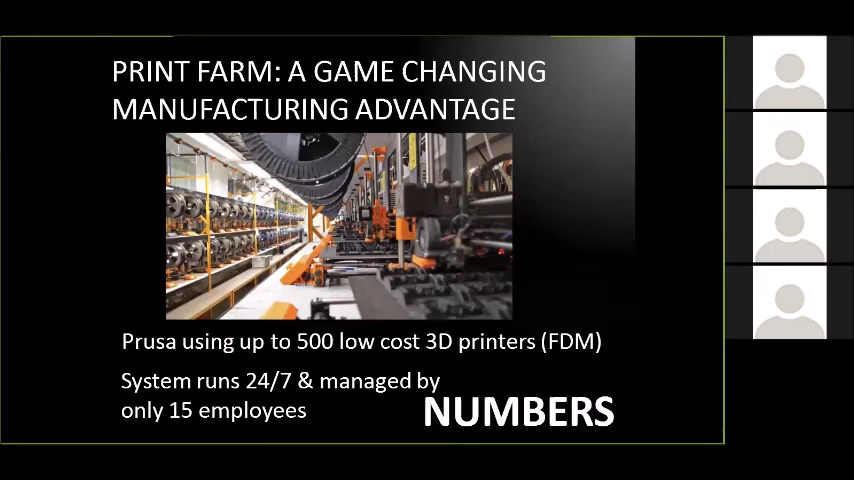 PRINT FARM: A GAME CHANGING
MANUFACTURING ADVANTAGE
Prusa using up to 500 low cost 3D printers (FDM)
System runs 24/7 & managed by
only 15 employees
NUMBERS